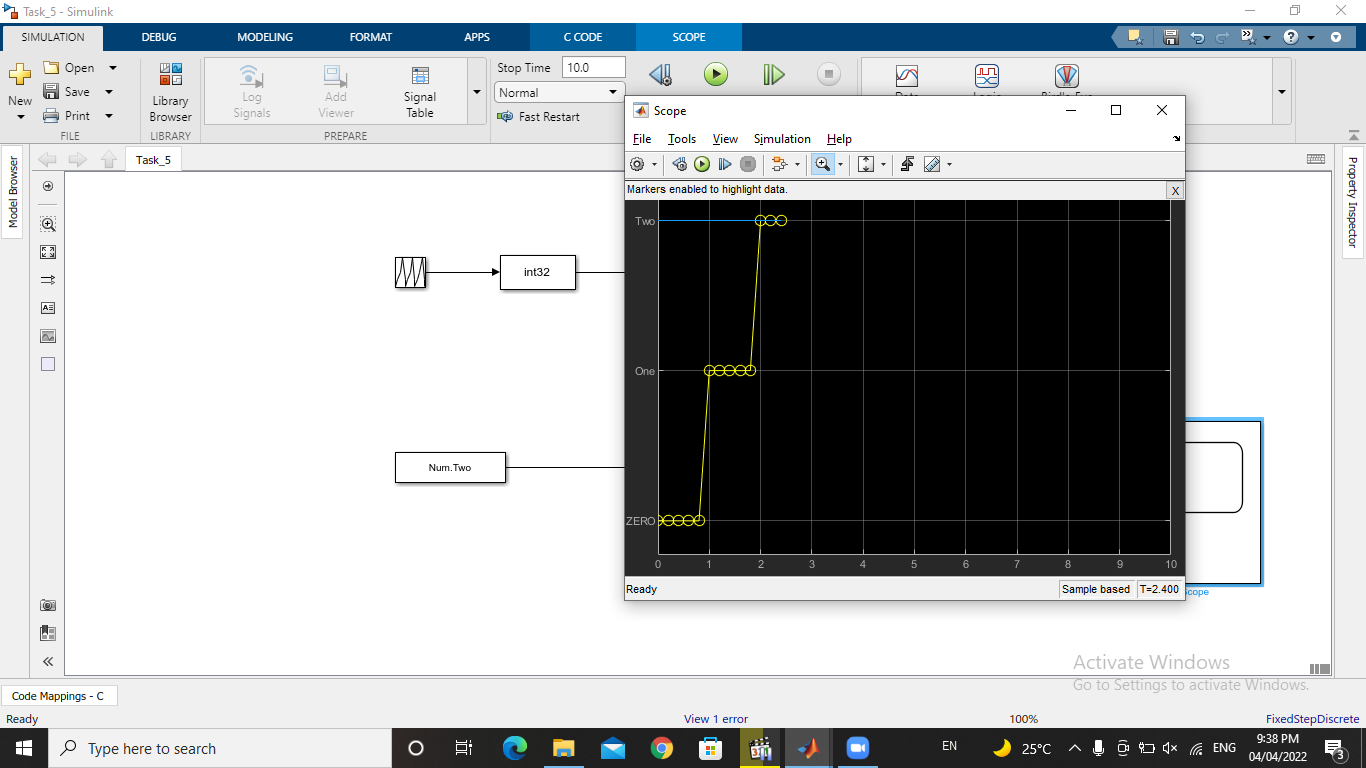 Task_5 - Simulink
SIMULATION DEBUG MODELING FORMAT APPS C CODE SCOPE
New
Open
Save
Print
FILE
Library
Browser
LIBRARY
Log
Signals
Add
Viewer
Signal
Table
PREPARE
Stop Time 10.0
Normal
Fast Restart
Model Browser
Task_5
Property Inspector
int32
Num.Two
Scope
File Tools View Simulation Help
Markers enabled to highlight data.
X
Two
One
ZERO
0 1 2 3 4 5 6 7 8 9 10
Ready Sample based T=2.400
Scope
Activate Windows
Go to Settings to activate Windows.
Code Mappings - C
Ready View 1 error 100% FixedStepDiscrete
Type here to search
EN 25°C ENG
9:38 PM
04/04/2022
3